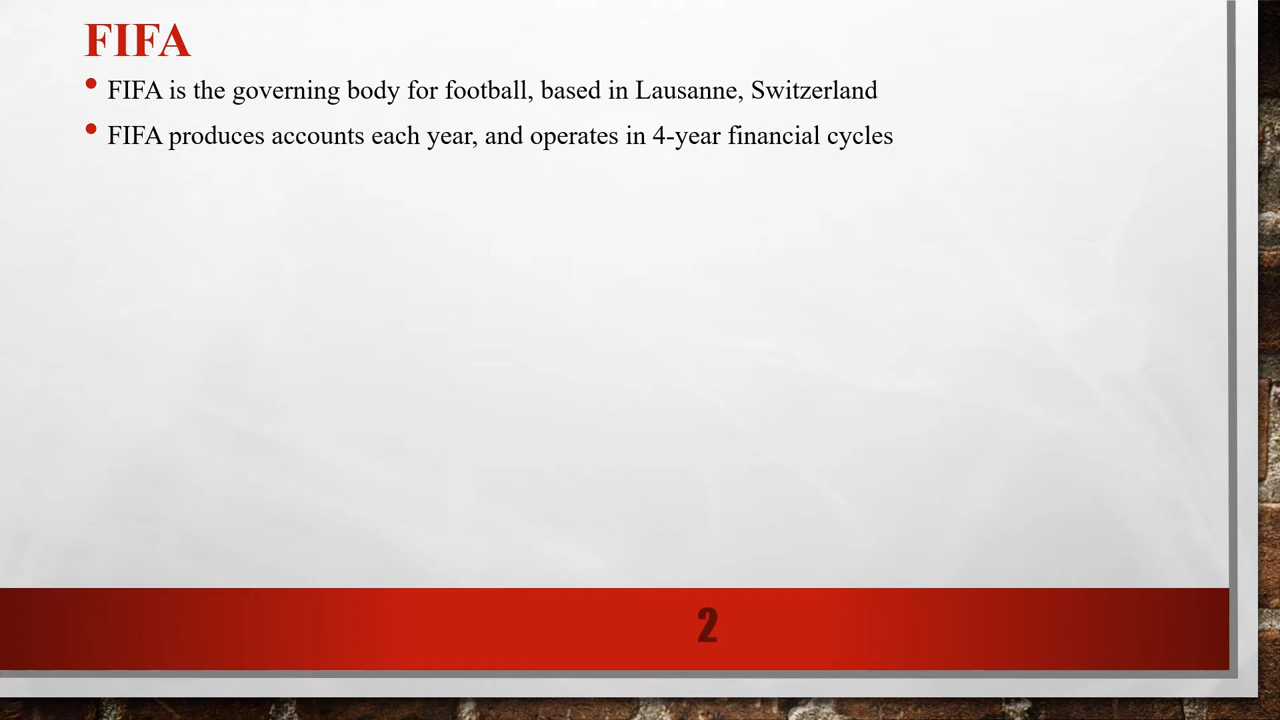 FIFA
• FIFA is the governing body for football, based in Lausanne, Switzerland
• FIFA produces accounts each year, and operates in 4-year financial cycles
2